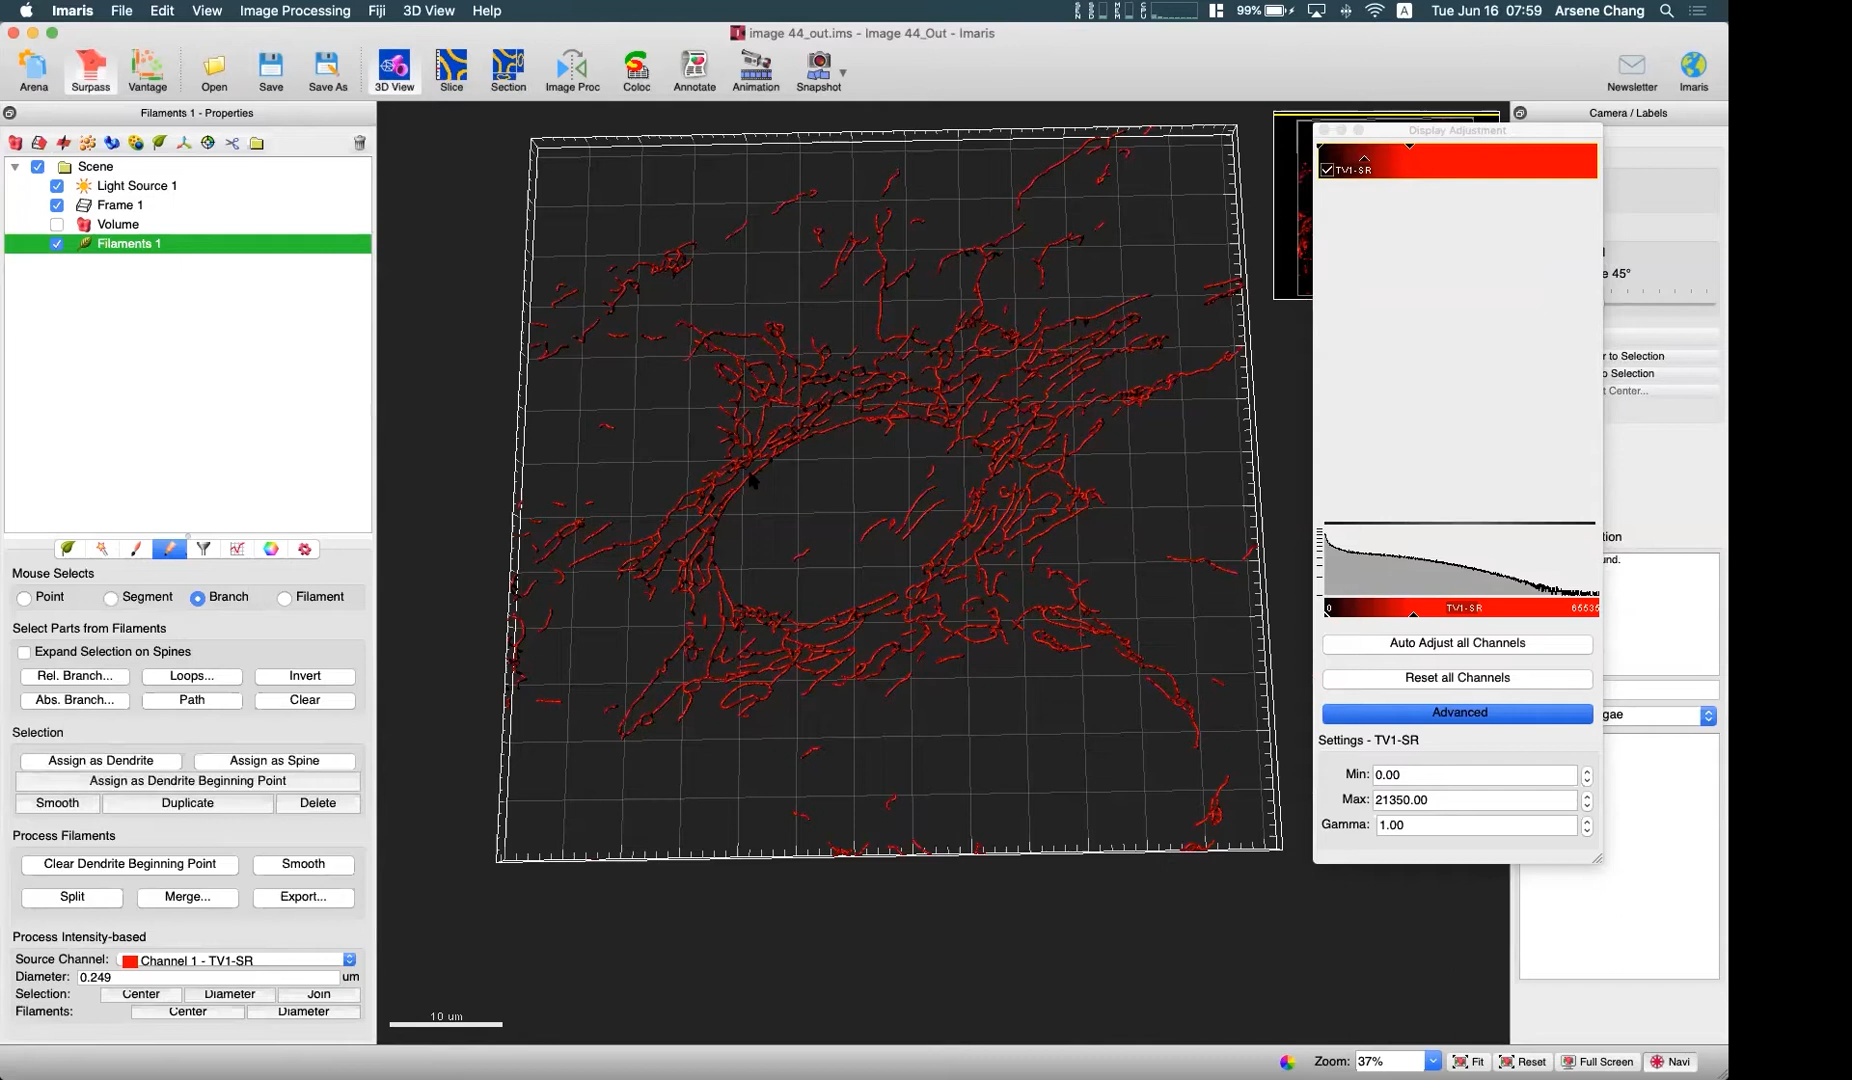 Imaris File Edit View Image Processing Fiji 3D View Help 99% A Tue Jun 16 07:59 Arsene Chang
image 44_out.ims - Image 44_Out - Imaris
Arena Surpass Vantage Open Save Save As 3D View Slice Section Image Proc Coloc Annotate Animation Snapshot Newsletter Imaris
Filaments 1 - Properties
Camera / Labels
Display Adjustment
TV1-SR
Scene
Light Source 1
Frame 1
Volume
Filaments 1
e 45°
r to Selection
o Selection
t Center...
tion
und.
Mouse Selects
Point Segment Branch Filament
Select Parts from Filaments
Expand Selection on Spines
Rel. Branch... Loops... Invert
Abs. Branch... Path Clear
Selection
Assign as Dendrite Assign as Spine
Assign as Dendrite Beginning Point
Smooth Duplicate Delete
Process Filaments
Clear Dendrite Beginning Point Smooth
Split Merge... Export...
Process Intensity-based
Source Channel: Channel 1 - TV1-SR
Diameter: 0.249 um
Selection: Center Diameter Join
Filaments: Center Diameter
10 um
0 TV1-SR 65535
Auto Adjust all Channels
Reset all Channels
Advanced
gae
Settings - TV1-SR
Min: 0.00
Max: 21350.00
Gamma: 1.00
Zoom: 37% Fit Reset Full Screen Navi